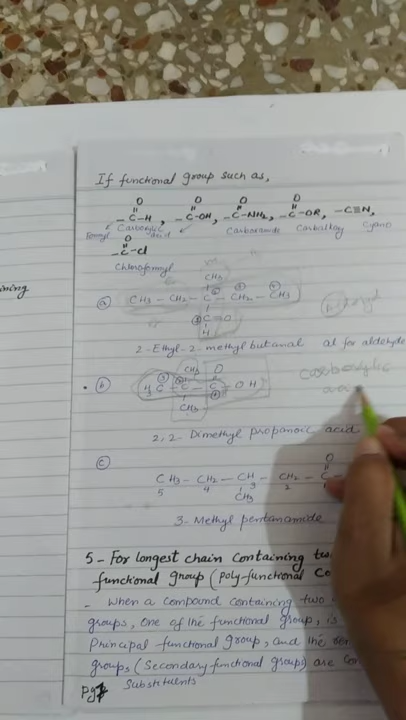 ining
If functional group such as,
O O O O
-C-H, -C-OH, -C-NH₂, -C-OR, -C≡N,
Formyl Carboxylic acid Carboxamide Carbalkoxy Cyano
O
-C-Cl
Chloroformyl
CH₃
(a) CH₃ - CH₂ - C - CH₂ - CH₃
C = O
H
2-Ethyl-2-methyl butanal al for aldehyde
CH₃ O
(b) C - C - C - OH
CH₃
Carboxylic
2,2-Dimethyl propanoic acid
O
(c) CH₃ - CH₂ - CH - CH₂ - C
5 4 3 2 1
CH₃
3-Methyl pentanamide
5- For longest chain containing
functional group (poly-functional
- When a compound containing two
groups, one of the functional group, is
Principal functional group, and the
groups (Secondary functional groups) are
Substituents